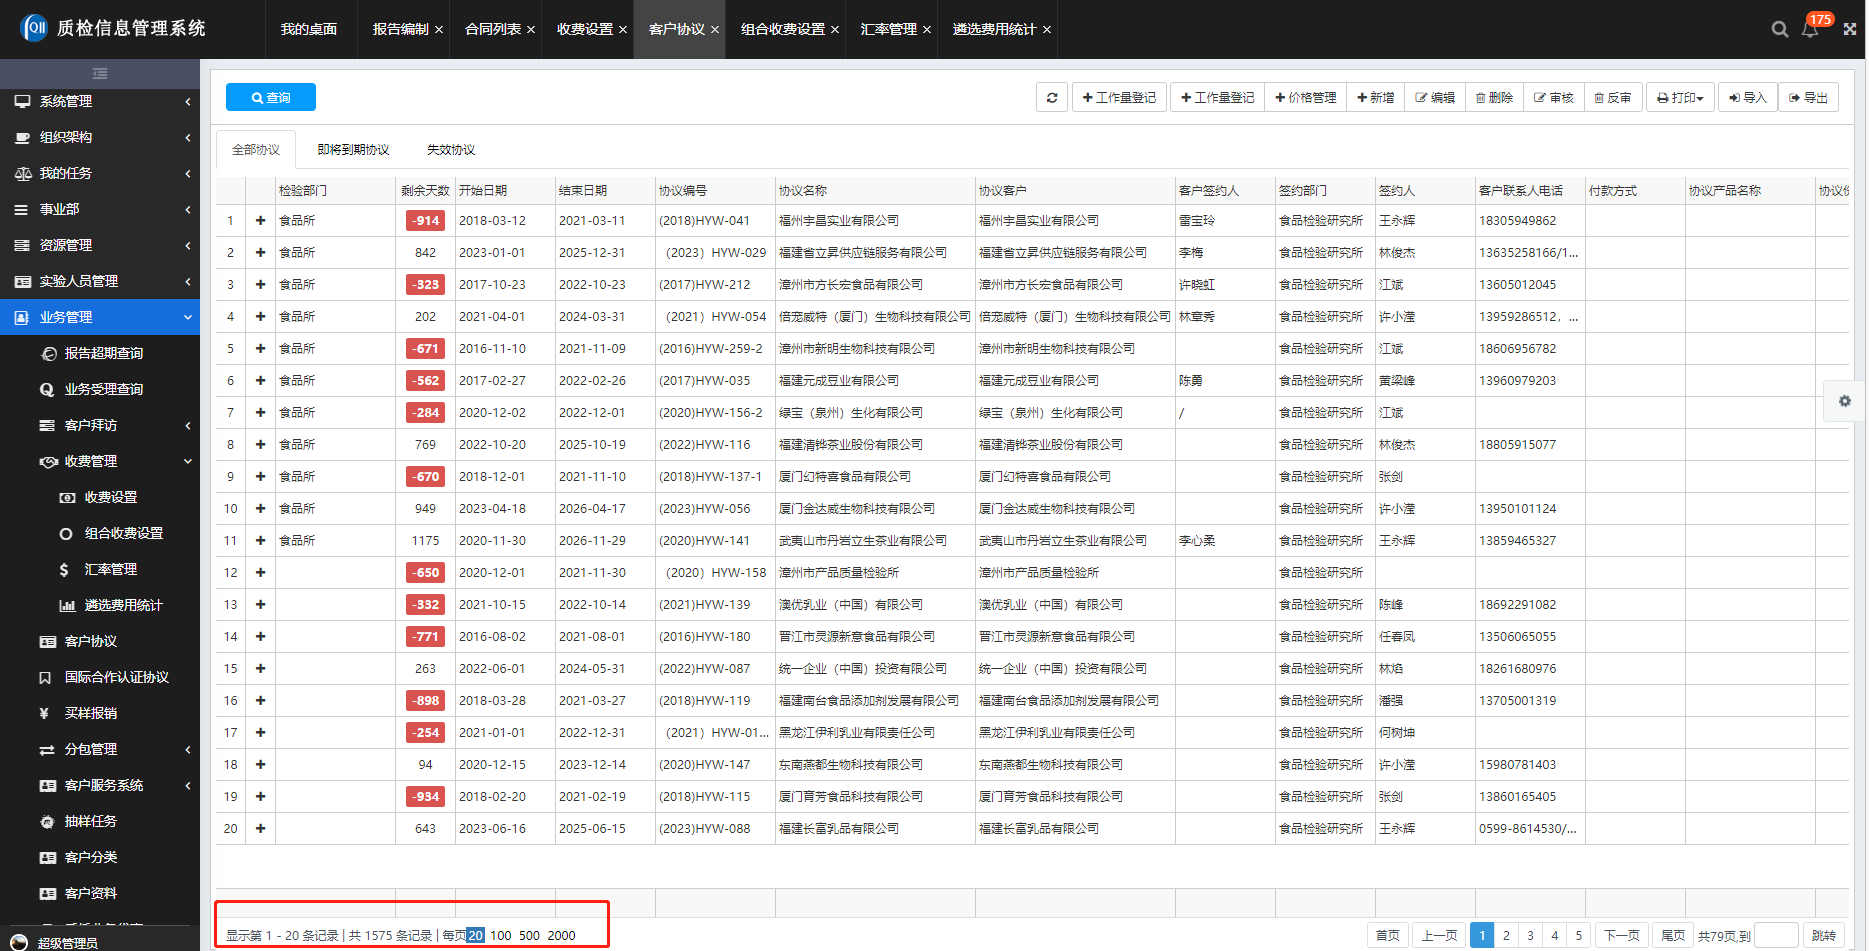 质检信息管理系统 我的桌面 报告编制 × 合同列表 × 收费设置 × 客户协议 × 组合收费设置 × 汇率管理 × 遴选费用统计 × 175
系统管理
组织架构
我的任务
事业部
资源管理
实验人员管理
业务管理
报告超期查询
业务受理查询
客户拜访
收费管理
收费设置
组合收费设置
汇率管理
遴选费用统计
客户协议
国际合作认证协议
买样报销
分包管理
客户服务系统
抽样任务
客户分类
客户资料
超级管理员
查询 工作量登记 工作量登记 价格管理 新增 编辑 删除 审核 反审 打印 导入 导出
全部协议 即将到期协议 失效协议
检验部门 剩余天数 开始日期 结束日期 协议编号 协议名称 协议客户 客户签约人 签约部门 签约人 客户联系人电话 付款方式 协议产品名称
1 食品所 -914 2018-03-12 2021-03-11 (2018)HYW-041 福州宇昌实业有限公司 福州宇昌实业有限公司 雷宝玲 食品检验研究所 王永辉 18305949862
2 食品所 842 2023-01-01 2025-12-31 （2023）HYW-029 福建省立昇供应链服务有限公司 福建省立昇供应链服务有限公司 李梅 食品检验研究所 林俊杰 13635258166/1...
3 食品所 -323 2017-10-23 2022-10-23 (2017)HYW-212 漳州市方长宏食品有限公司 漳州市方长宏食品有限公司 许晓虹 食品检验研究所 江斌 13605012045
4 食品所 202 2021-04-01 2024-03-31 （2021）HYW-054 倍宠威特（厦门）生物科技有限公司 倍宠威特（厦门）生物科技有限公司 林章秀 食品检验研究所 许小滢 13959286512，...
5 食品所 -671 2016-11-10 2021-11-09 (2016)HYW-259-2 漳州市新明生物科技有限公司 漳州市新明生物科技有限公司 食品检验研究所 江斌 18606956782
6 食品所 -562 2017-02-27 2022-02-26 (2017)HYW-035 福建元成豆业有限公司 福建元成豆业有限公司 陈勇 食品检验研究所 黄梁峰 13960979203
7 食品所 -284 2020-12-02 2022-12-01 (2020)HYW-156-2 绿宝（泉州）生化有限公司 绿宝（泉州）生化有限公司 / 食品检验研究所 江斌
8 食品所 769 2022-10-20 2025-10-19 (2022)HYW-116 福建清铧茶业股份有限公司 福建清铧茶业股份有限公司 食品检验研究所 林俊杰 18805915077
9 食品所 -670 2018-12-01 2021-11-10 (2018)HYW-137-1 厦门幻特喜食品有限公司 厦门幻特喜食品有限公司 食品检验研究所 张剑
10 食品所 949 2023-04-18 2026-04-17 (2023)HYW-056 厦门金达威生物科技有限公司 厦门金达威生物科技有限公司 食品检验研究所 许小滢 13950101124
11 食品所 1175 2020-11-30 2026-11-29 (2020)HYW-141 武夷山市丹岩立生茶业有限公司 武夷山市丹岩立生茶业有限公司 李心柔 食品检验研究所 王永辉 13859465327
12 -650 2020-12-01 2021-11-30 （2020）HYW-158 漳州市产品质量检验所 漳州市产品质量检验所 食品检验研究所
13 -332 2021-10-15 2022-10-14 (2021)HYW-139 澳优乳业（中国）有限公司 澳优乳业（中国）有限公司 食品检验研究所 陈峰 18692291082
14 -771 2016-08-02 2021-08-01 (2016)HYW-180 晋江市灵源新意食品有限公司 晋江市灵源新意食品有限公司 食品检验研究所 任春凤 13506065055
15 263 2022-06-01 2024-05-31 (2022)HYW-087 统一企业（中国）投资有限公司 统一企业（中国）投资有限公司 食品检验研究所 林焰 18261680976
16 -898 2018-03-28 2021-03-27 (2018)HYW-119 福建南台食品添加剂发展有限公司 福建南台食品添加剂发展有限公司 食品检验研究所 潘强 13705001319
17 -254 2021-01-01 2022-12-31 （2021）HYW-01... 黑龙江伊利乳业有限责任公司 黑龙江伊利乳业有限责任公司 食品检验研究所 何树坤
18 94 2020-12-15 2023-12-14 (2020)HYW-147 东南燕都生物科技有限公司 东南燕都生物科技有限公司 食品检验研究所 许小滢 15980781403
19 -934 2018-02-20 2021-02-19 (2018)HYW-115 厦门育芳食品科技有限公司 厦门育芳食品科技有限公司 食品检验研究所 张剑 13860165405
20 643 2023-06-16 2025-06-15 (2023)HYW-088 福建长富乳品有限公司 福建长富乳品有限公司 食品检验研究所 王永辉 0599-8614530/...
显示第 1 - 20 条记录 | 共 1575 条记录 | 每页 20 100 500 2000 首页 上一页 1 2 3 4 5 下一页 尾页 共79页,到 跳转